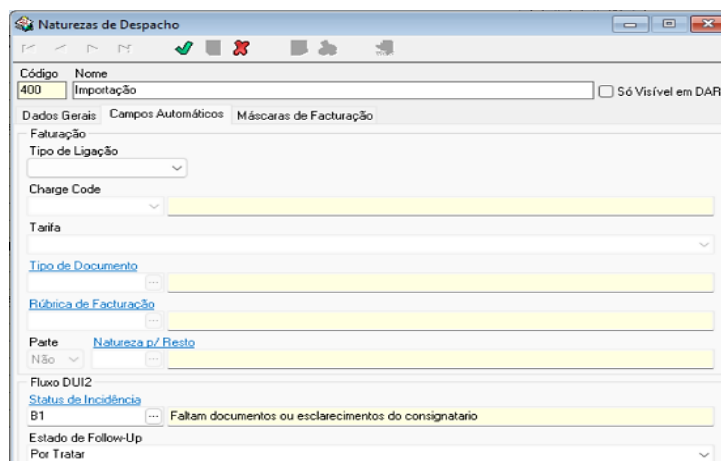 Naturezas de Despacho
Código Nome
400 Importação Só Visível em DAR
Dados Gerais Campos Automáticos Máscaras de Facturação
Faturação
Tipo de Ligação
Charge Code
Tarifa
Tipo de Documento
Rúbrica de Facturação
Parte Natureza p/ Resto
Não
Fluxo DUI2
Status de Incidência
B1 ... Faltam documentos ou esclarecimentos do consignatario
Estado de Follow-Up
Por Tratar